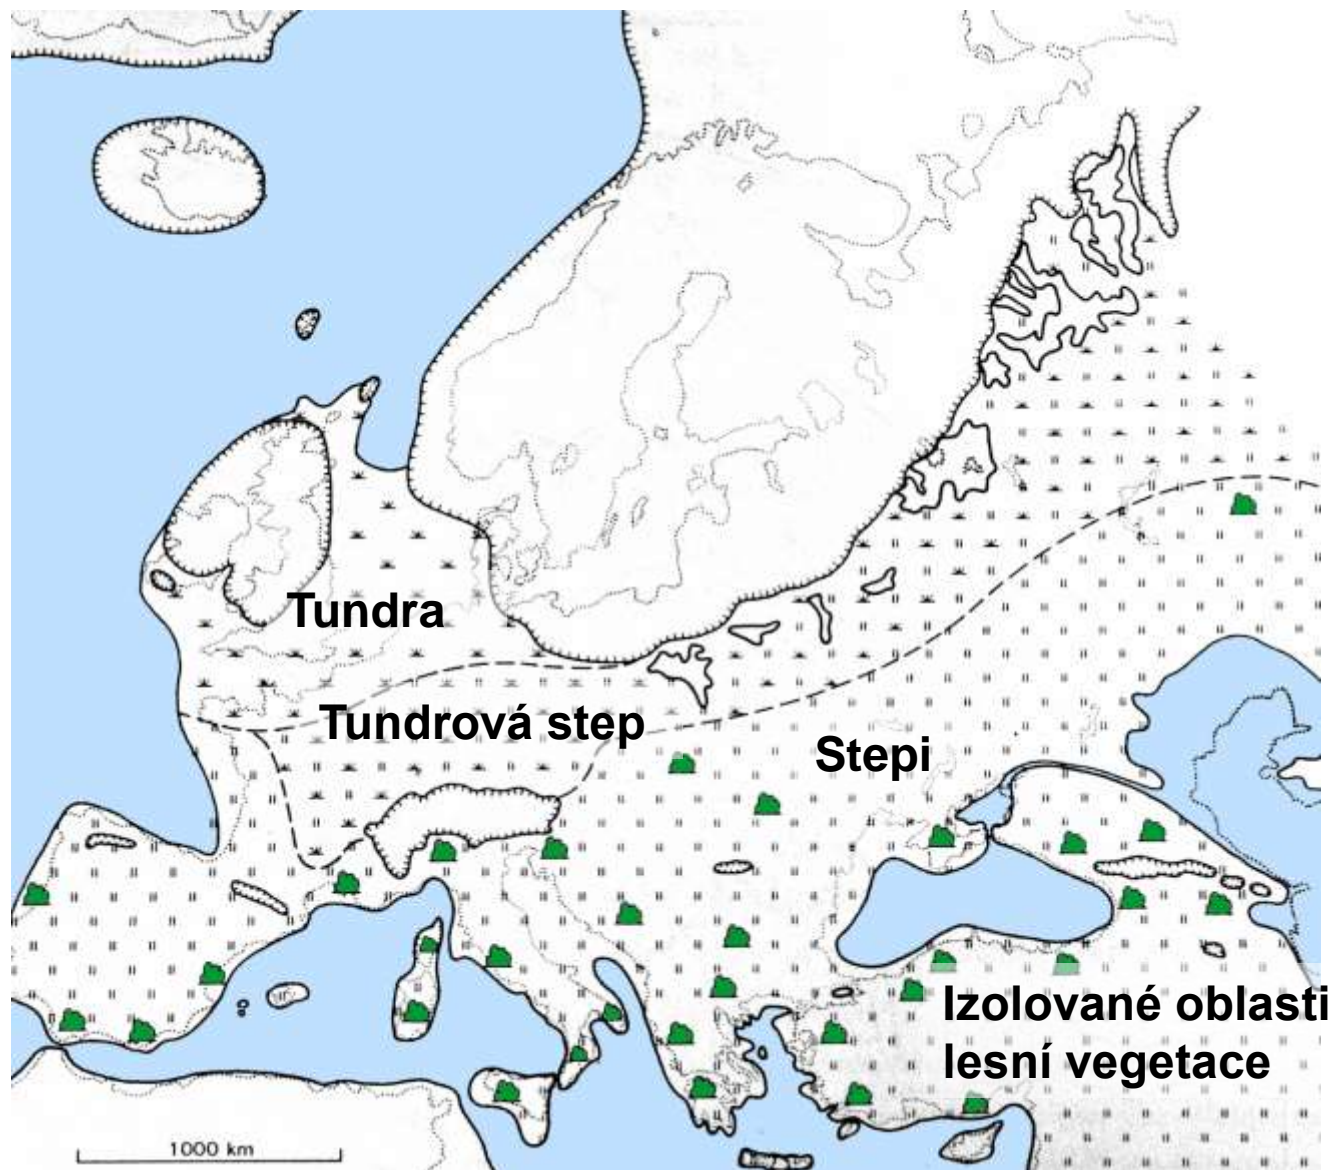 Tundra
Tundrová step
Stepi
Izolované oblasti
lesní vegetace
1000 km